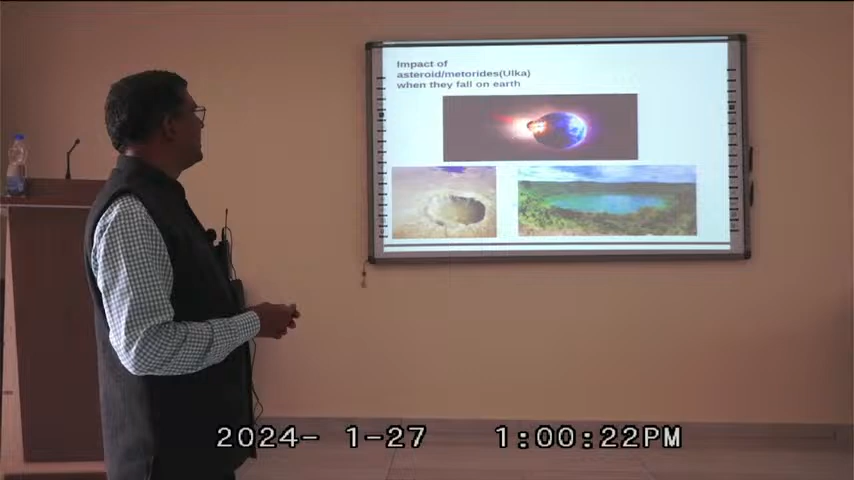 Impact of
asteroid/metorides(Ulka)
when they fall on earth
2024- 1-27 1:00:22PM